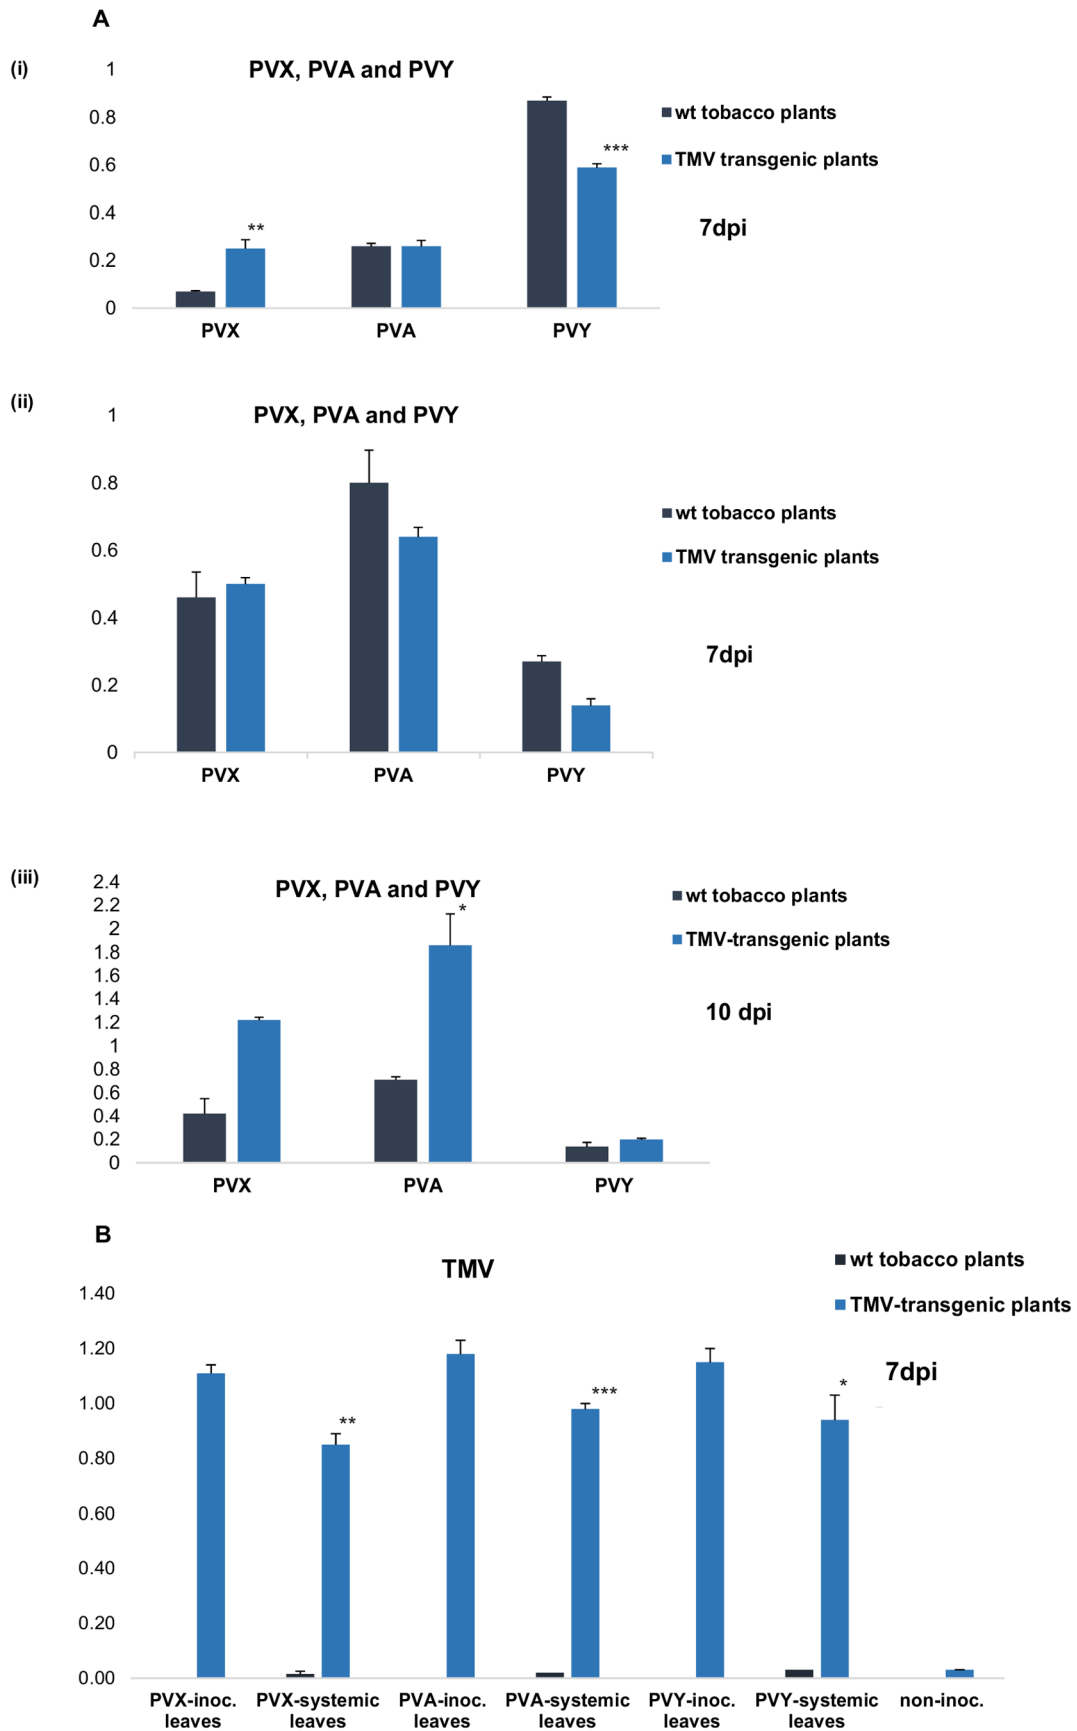 A
(i)
PVX, PVA and PVY
1
0.8
0.6
0.4
0.2
0
**
***
PVX
PVA
PVY
wt tobacco plants
TMV transgenic plants
7dpi
(ii)
PVX, PVA and PVY
1
0.8
0.6
0.4
0.2
0
PVX
PVA
PVY
wt tobacco plants
TMV transgenic plants
7dpi
(iii)
PVX, PVA and PVY
2.4
2.2
2
1.8
1.6
1.4
1.2
1
0.8
0.6
0.4
0.2
0
*
PVX
PVA
PVY
wt tobacco plants
TMV-transgenic plants
10 dpi
B
TMV
wt tobacco plants
TMV-transgenic plants
7dpi
1.40
1.20
1.00
0.80
0.60
0.40
0.20
0.00
**
***
*
PVX-inoc.
leaves
PVX-systemic
leaves
PVA-inoc.
leaves
PVA-systemic
leaves
PVY-inoc.
leaves
PVY-systemic
leaves
non-inoc.